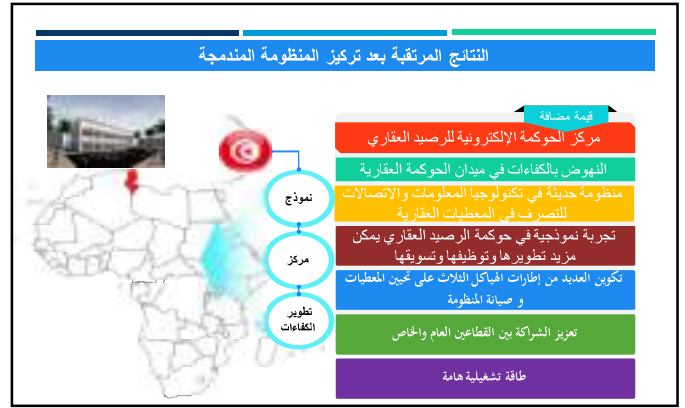 النتائج المرتقبة بعد تركيز المنظومة المندمجة
قيمة مضافة
مركز الحوكمة الإلكترونية للرصيد العقاري
النهوض بالكفاءات في ميدان الحوكمة العقارية
منظومة حديثة في تكنولوجيا المعلومات والاتصالات
للتصرف في المعطيات العقارية
تجربة نموذجية في حوكمة الرصيد العقاري يمكن
مزيد تطويرها وتوظيفها وتسويقها
تكوين العديد من إطارات الهياكل الثلاث على تحيين المعطيات
و صيانة المنظومة
تعزيز الشراكة بين القطاعين العام والخاص
طاقة تشغيلية هامة
نموذج
مركز
تطوير
الكفاءات